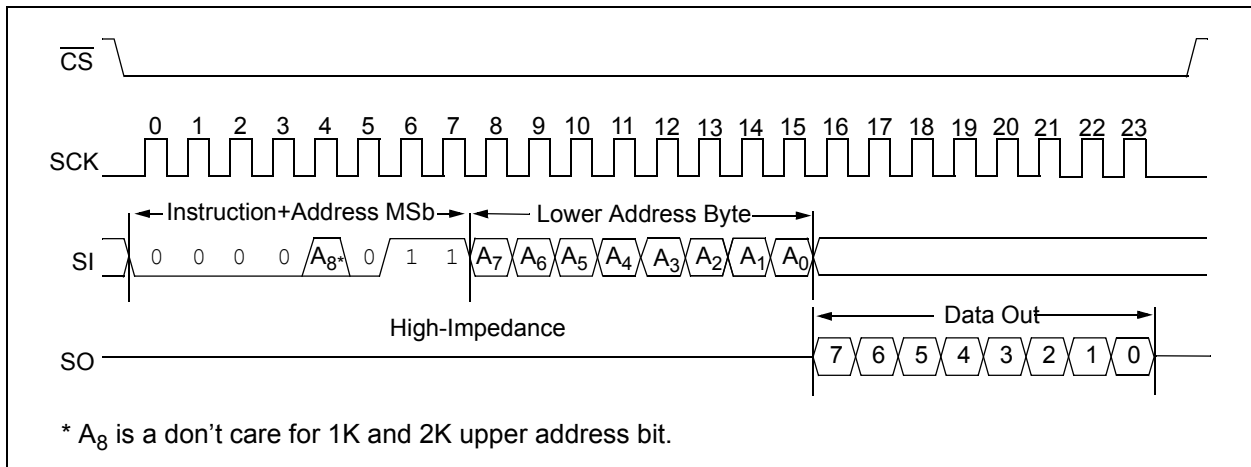 CS
0 1 2 3 4 5 6 7 8 9 10 11 12 13 14 15 16 17 18 19 20 21 22 23
SCK
Instruction+Address MSb Lower Address Byte
SI 0 0 0 0 A8* 0 1 1 A7 A6 A5 A4 A3 A2 A1 A0
Data Out
High-Impedance
SO 7 6 5 4 3 2 1 0
* A8 is a don't care for 1K and 2K upper address bit.